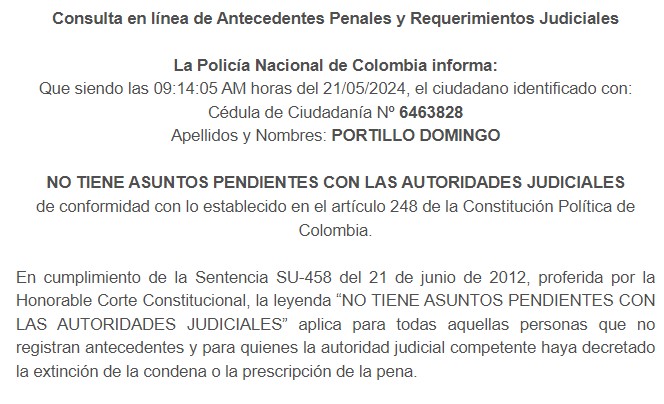 Consulta en línea de Antecedentes Penales y Requerimientos Judiciales
La Policía Nacional de Colombia informa:
Que siendo las 09:14:05 AM horas del 21/05/2024, el ciudadano identificado con:
Cédula de Ciudadanía Nº 6463828
Apellidos y Nombres: PORTILLO DOMINGO
NO TIENE ASUNTOS PENDIENTES CON LAS AUTORIDADES JUDICIALES
de conformidad con lo establecido en el artículo 248 de la Constitución Política de
Colombia.
En cumplimiento de la Sentencia SU-458 del 21 de junio de 2012, proferida por la
Honorable Corte Constitucional, la leyenda “NO TIENE ASUNTOS PENDIENTES CON
LAS AUTORIDADES JUDICIALES” aplica para todas aquellas personas que no
registran antecedentes y para quienes la autoridad judicial competente haya decretado
la extinción de la condena o la prescripción de la pena.